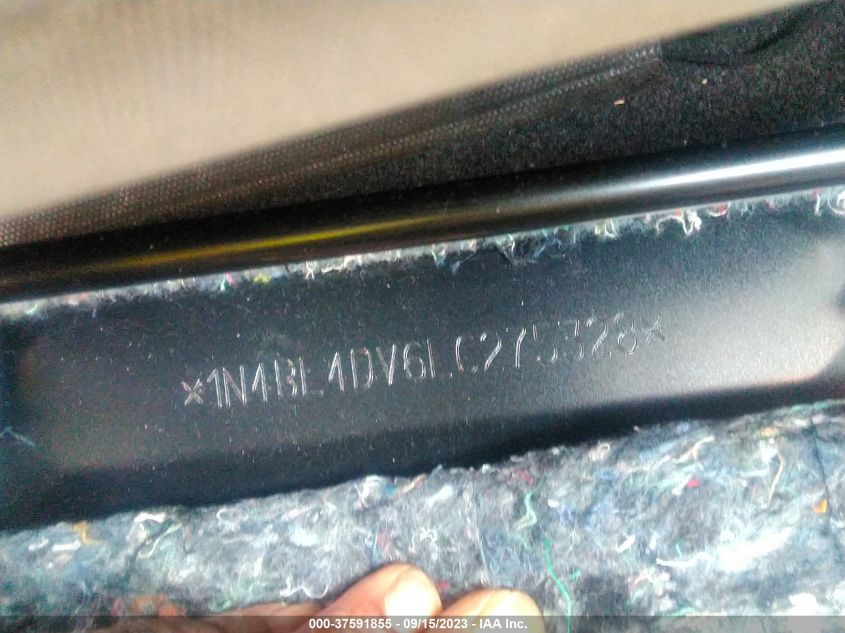 *1N4BL4DV6LC275328*
000-37591855 - 09/15/2023 - IAA Inc.